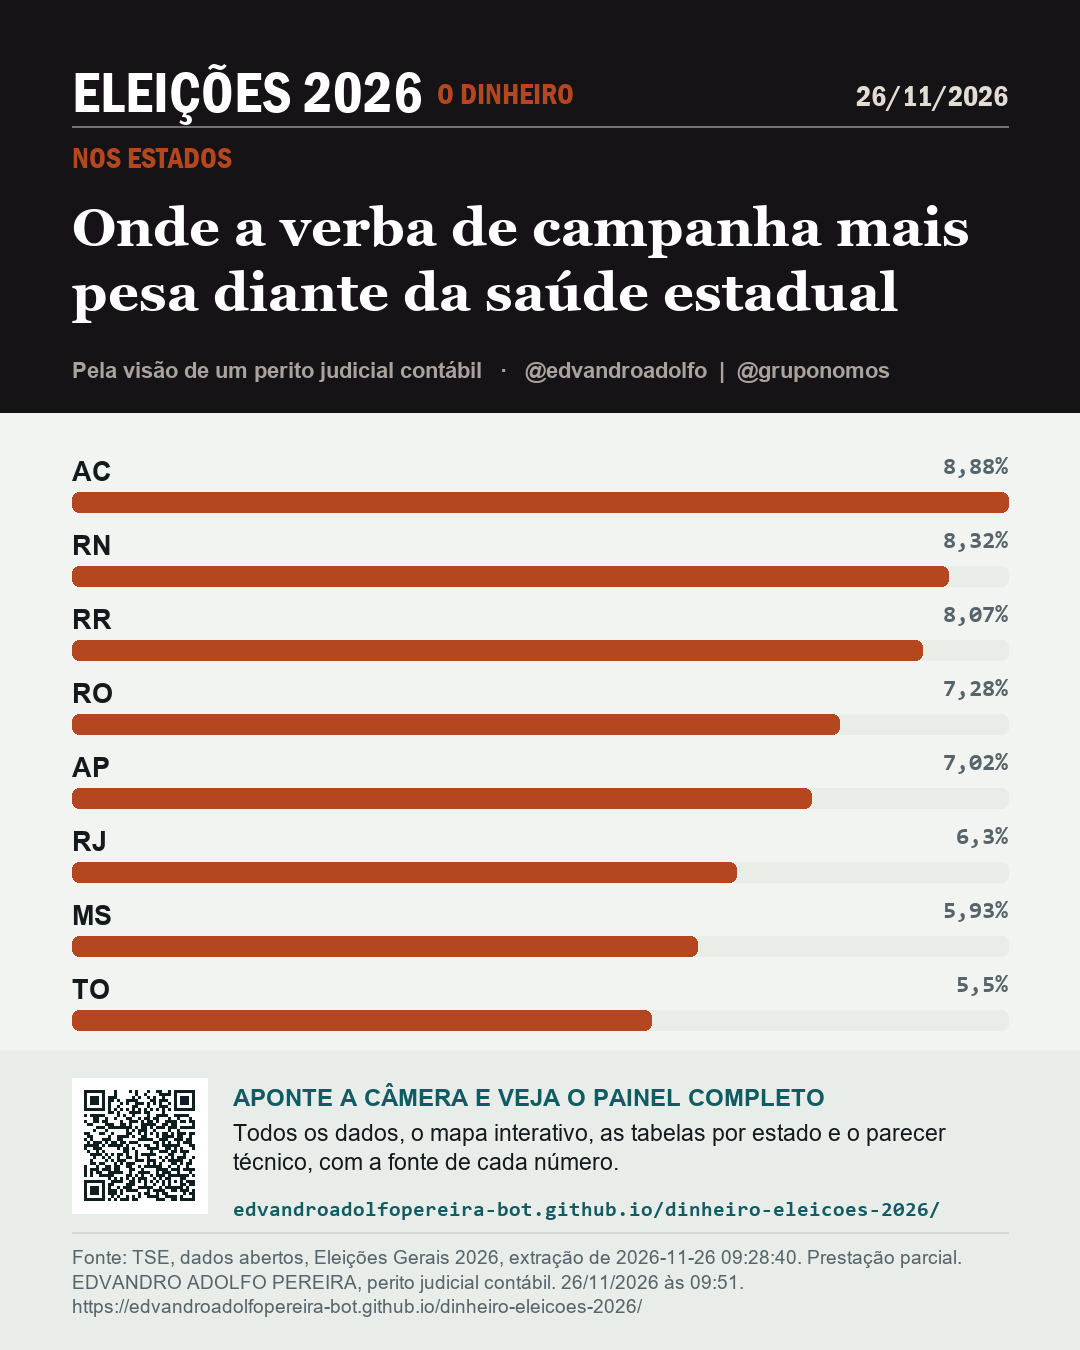 ELEIÇÕES 2026 O DINHEIRO 26/11/2026
NOS ESTADOS
Onde a verba de campanha mais
pesa diante da saúde estadual
Pela visão de um perito judicial contábil · @edvandroadolfo | @gruponomos
AC 8,88%
RN 8,32%
RR 8,07%
RO 7,28%
AP 7,02%
RJ 6,3%
MS 5,93%
TO 5,5%
APONTE A CÂMERA E VEJA O PAINEL COMPLETO
Todos os dados, o mapa interativo, as tabelas por estado e o parecer
técnico, com a fonte de cada número.
edvandroadolfopereira-bot.github.io/dinheiro-eleicoes-2026/
Fonte: TSE, dados abertos, Eleições Gerais 2026, extração de 2026-11-26 09:28:40. Prestação parcial.
EDVANDRO ADOLFO PEREIRA, perito judicial contábil. 26/11/2026 às 09:51.
https://edvandroadolfopereira-bot.github.io/dinheiro-eleicoes-2026/